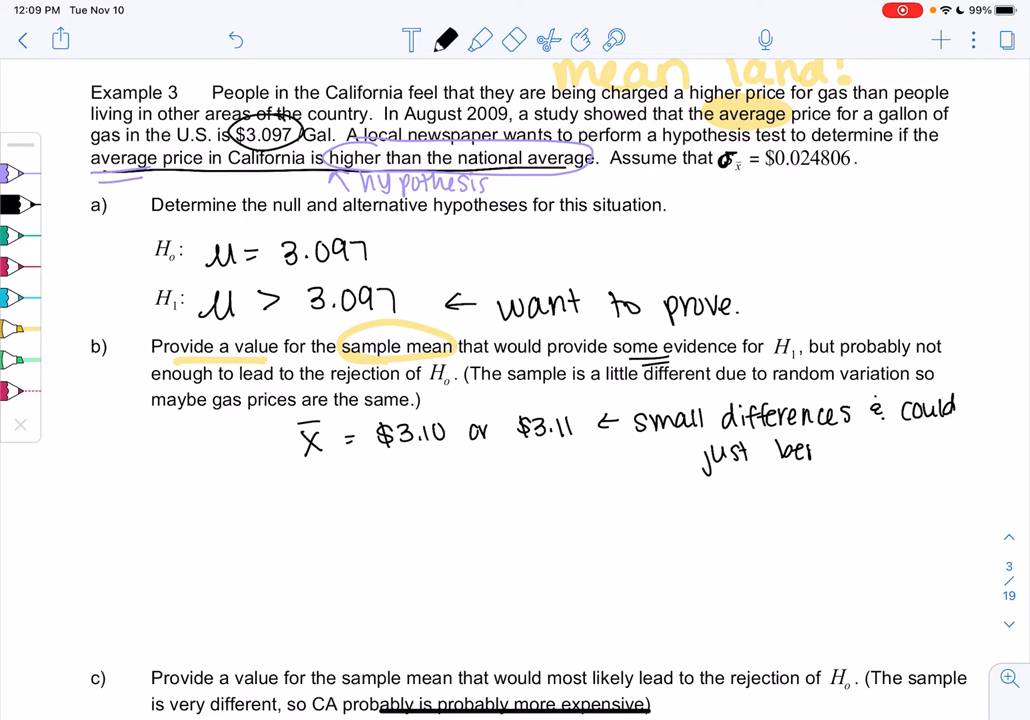 12:09 PM Tue Nov 10
99%
mean land!
Example 3 People in the California feel that they are being charged a higher price for gas than people
living in other areas of the country. In August 2009, a study showed that the average price for a gallon of
gas in the U.S. is $3.097 /Gal. A local newspaper wants to perform a hypothesis test to determine if the
average price in California is higher than the national average. Assume that σx̄ = $0.024806.
hypothesis
a) Determine the null and alternative hypotheses for this situation.
Ho: μ = 3.097
H1: μ > 3.097 ← want to prove.
b) Provide a value for the sample mean that would provide some evidence for H1, but probably not
enough to lead to the rejection of Ho. (The sample is a little different due to random variation so
maybe gas prices are the same.)
x̄ = $3.10 or $3.11 ← small differences & could
just bei
3
/
19
c) Provide a value for the sample mean that would most likely lead to the rejection of Ho. (The sample
is very different, so CA probably is probably more expensive)